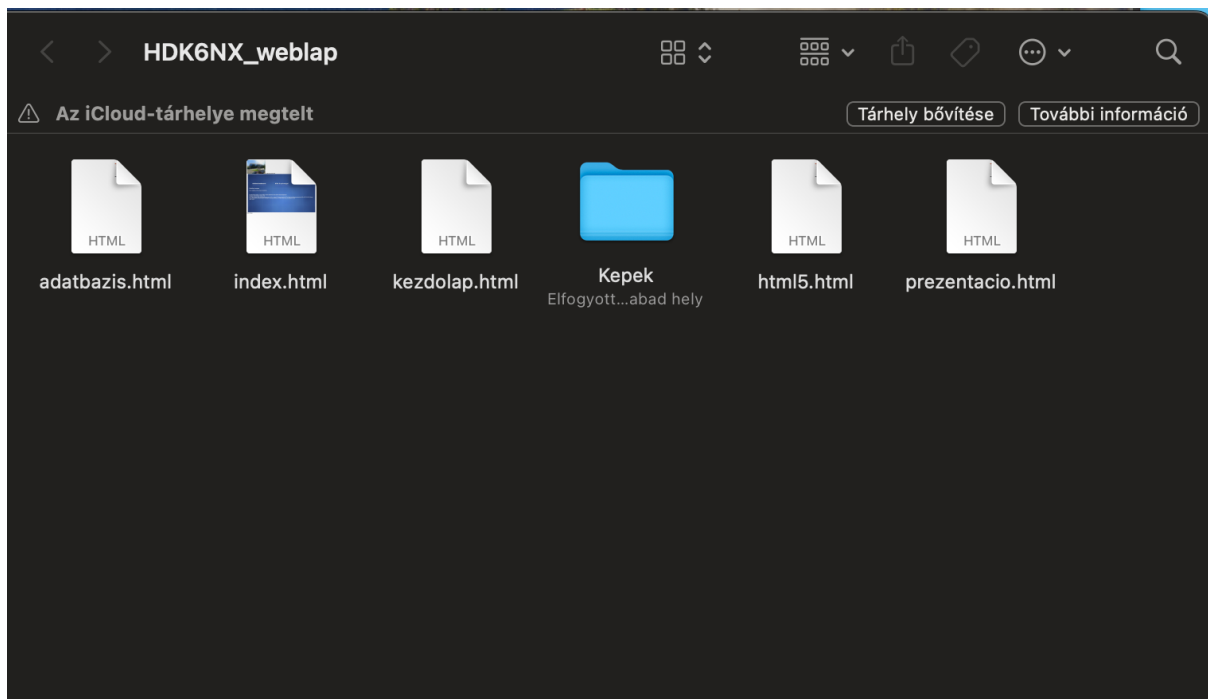 HDK6NX_weblap
Az iCloud-tárhelye megtelt
Tárhely bővítése
További információ
HTML
HTML
HTML
HTML
HTML
adatbazis.html
index.html
kezdolap.html
Kepek
html5.html
prezentacio.html
Elfogyott...abad hely